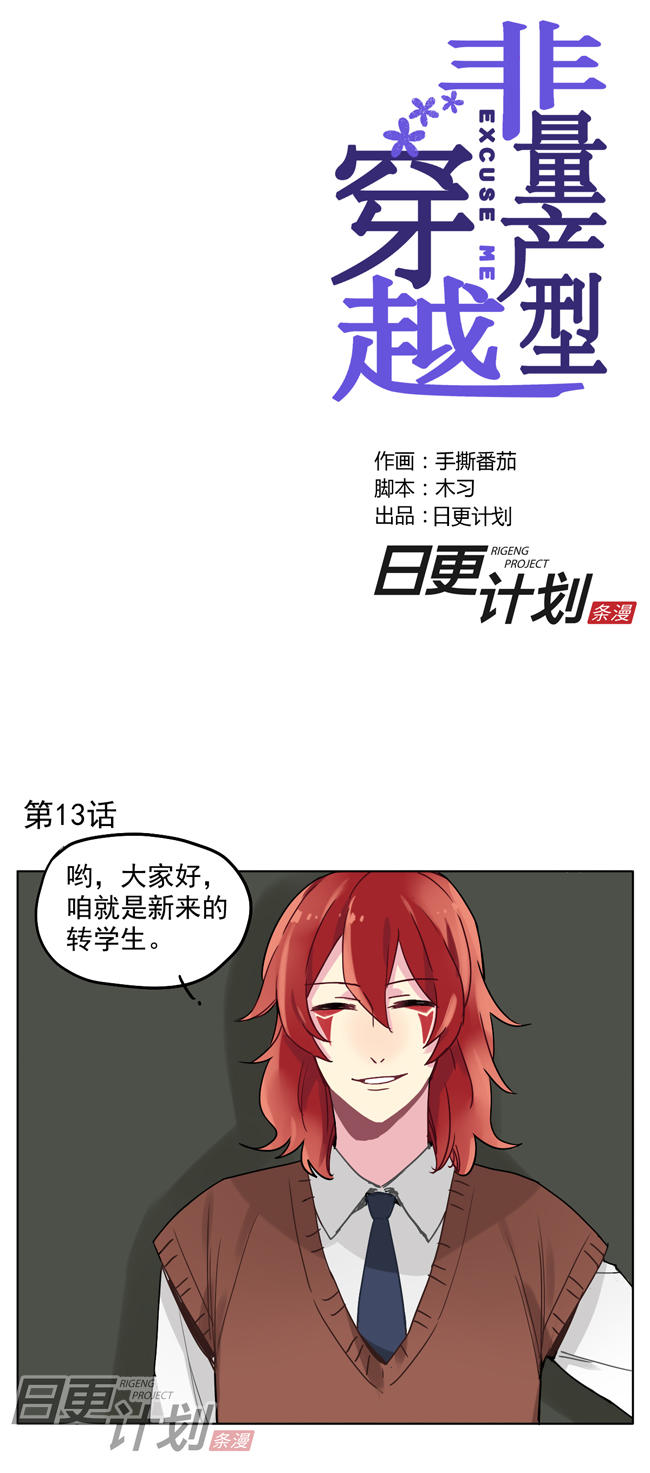 非量产型
EXCUSE ME
穿越
作画：手撕番茄
脚本：木习
出品：日更计划
日更计划
RIGENG
PROJECT
条漫
第13话
哟，大家好，
咱就是新来的
转学生。
日更计划
RIGENG
PROJECT
条漫